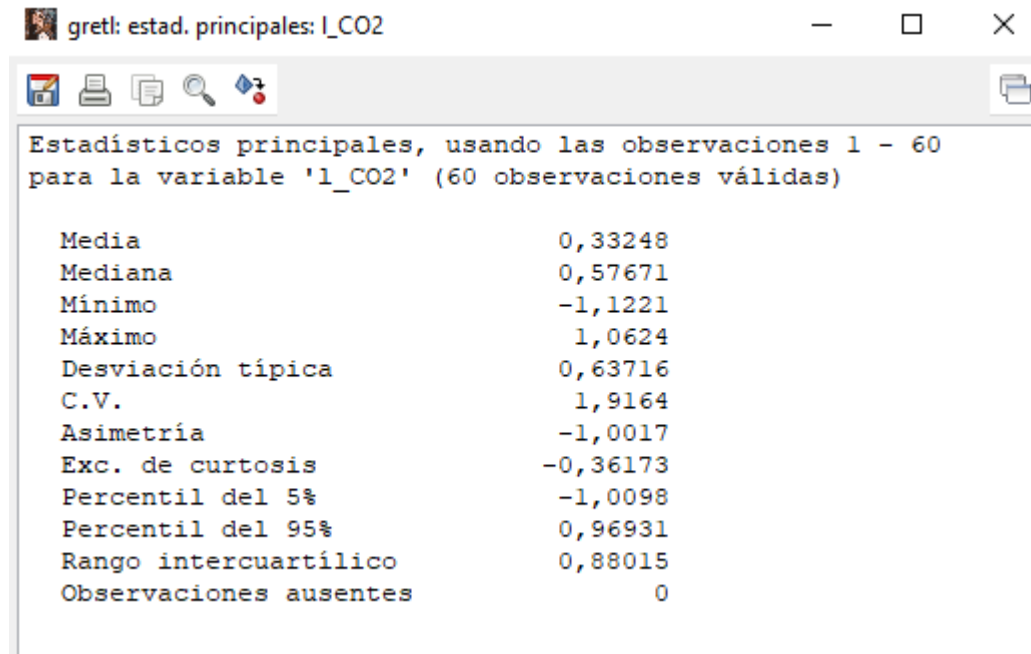 gretl: estad. principales: l_CO2
Estadísticos principales, usando las observaciones 1 - 60
para la variable 'l_CO2' (60 observaciones válidas)
Media 0,33248
Mediana 0,57671
Mínimo -1,1221
Máximo 1,0624
Desviación típica 0,63716
C.V. 1,9164
Asimetría -1,0017
Exc. de curtosis -0,36173
Percentil del 5% -1,0098
Percentil del 95% 0,96931
Rango intercuartílico 0,88015
Observaciones ausentes 0